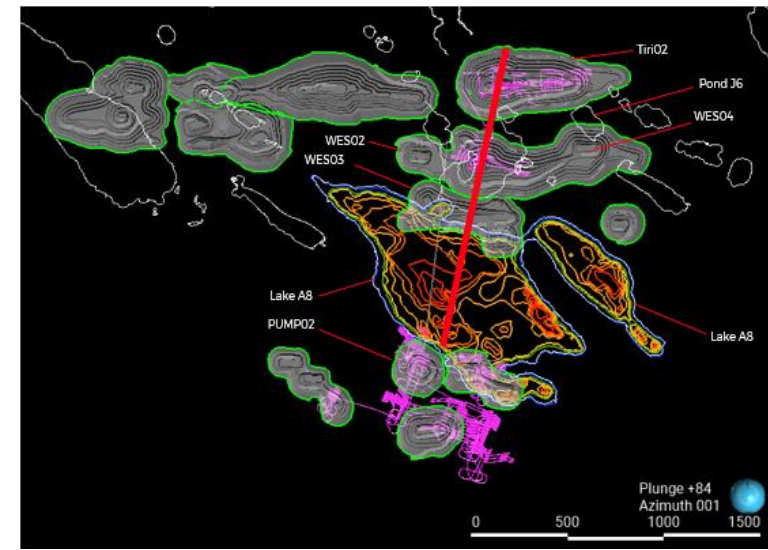 Tiri02
Pond J6
WES04
WES02
WES03
Lake A8
Lake A8
PUMP02
Plunge +84
Azimuth 001
0 500 1000 1500